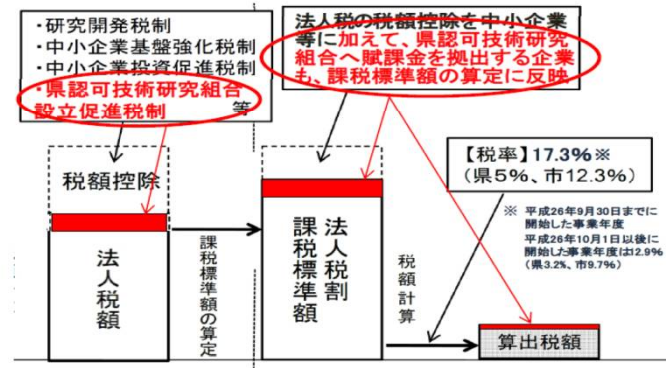 ・研究開発税制
・中小企業基盤強化税制
・中小企業投資促進税制
・県認可技術研究組合
設立促進税制 等
法人税の税額控除を中小企業
等に加えて、県認可技術研究
組合へ賦課金を拠出する企業
も、課税標準額の算定に反映
税額控除
法人税額
課税標準額の算定
法人税割
課税標準額
税額計算
【税率】17.3%※
（県5%、市12.3%）
※ 平成26年9月30日までに
開始した事業年度
平成26年10月1日以後に
開始した事業年度は12.9%
（県3.2%、市9.7%）
算出税額